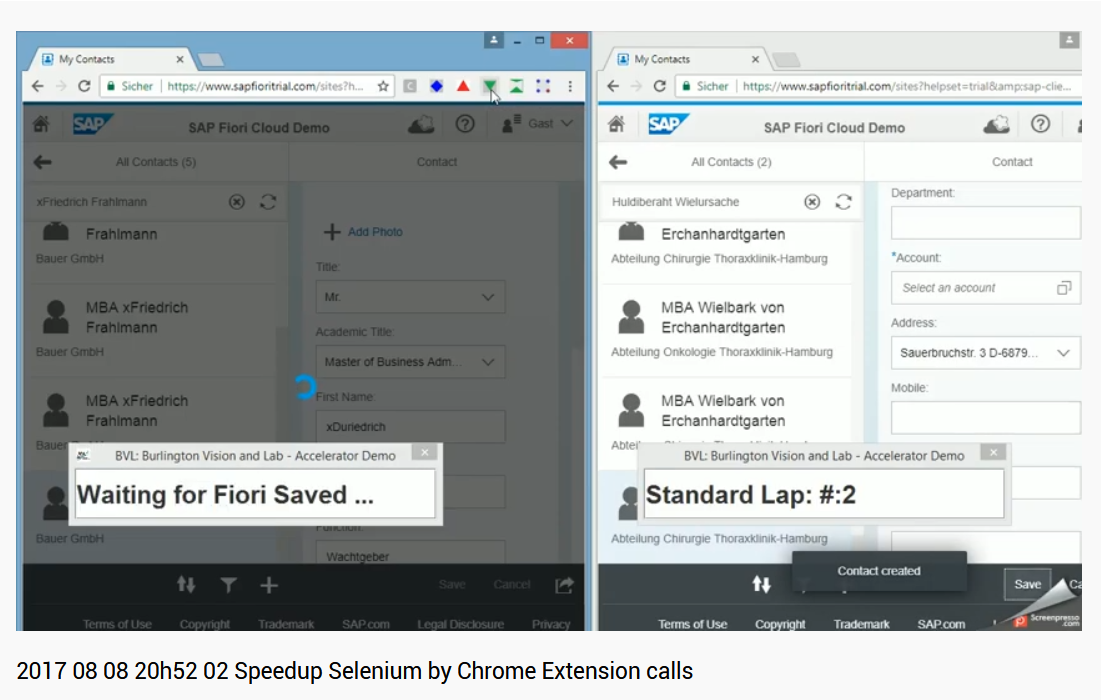 My Contacts
Sicher
https://www.sapfioritrial.com/sites?h...
SAP
SAP Fiori Cloud Demo
Gast
All Contacts (5)
Contact
xFriedrich Frahlmann
Frahlmann
Bauer GmbH
MBA xFriedrich
Frahlmann
Bauer GmbH
MBA xFriedrich
Frahlmann
Bauer
Bauer GmbH
Add Photo
Title:
Mr.
Academic Title:
Master of Business Adm...
First Name:
xDuriedrich
Function:
Wachtgeber
BVL: Burlington Vision and Lab - Accelerator Demo
Waiting for Fiori Saved ...
Save
Cancel
Terms of Use
Copyright
Trademark
SAP.com
Legal Disclosure
Privacy
My Contacts
Sicher
https://www.sapfioritrial.com/sites?helpset=trial&amp;sap-clie...
SAP
SAP Fiori Cloud Demo
All Contacts (2)
Contact
Huldiberaht Wielursache
Erchanhardtgarten
Abteilung Chirurgie Thoraxklinik-Hamburg
MBA Wielbark von
Erchanhardtgarten
Abteilung Onkologie Thoraxklinik-Hamburg
MBA Wielbark von
Erchanhardtgarten
Abteilung Chirurgie Thoraxklinik-Hamburg
Department:
*Account:
Select an account
Address:
Sauerbruchstr. 3 D-6879...
Mobile:
BVL: Burlington Vision and Lab - Accelerator Demo
Standard Lap: #:2
Contact created
Save
Ca
Terms of Use
Copyright
Trademark
SAP.com
Screenpresso
.com
2017 08 08 20h52 02 Speedup Selenium by Chrome Extension calls